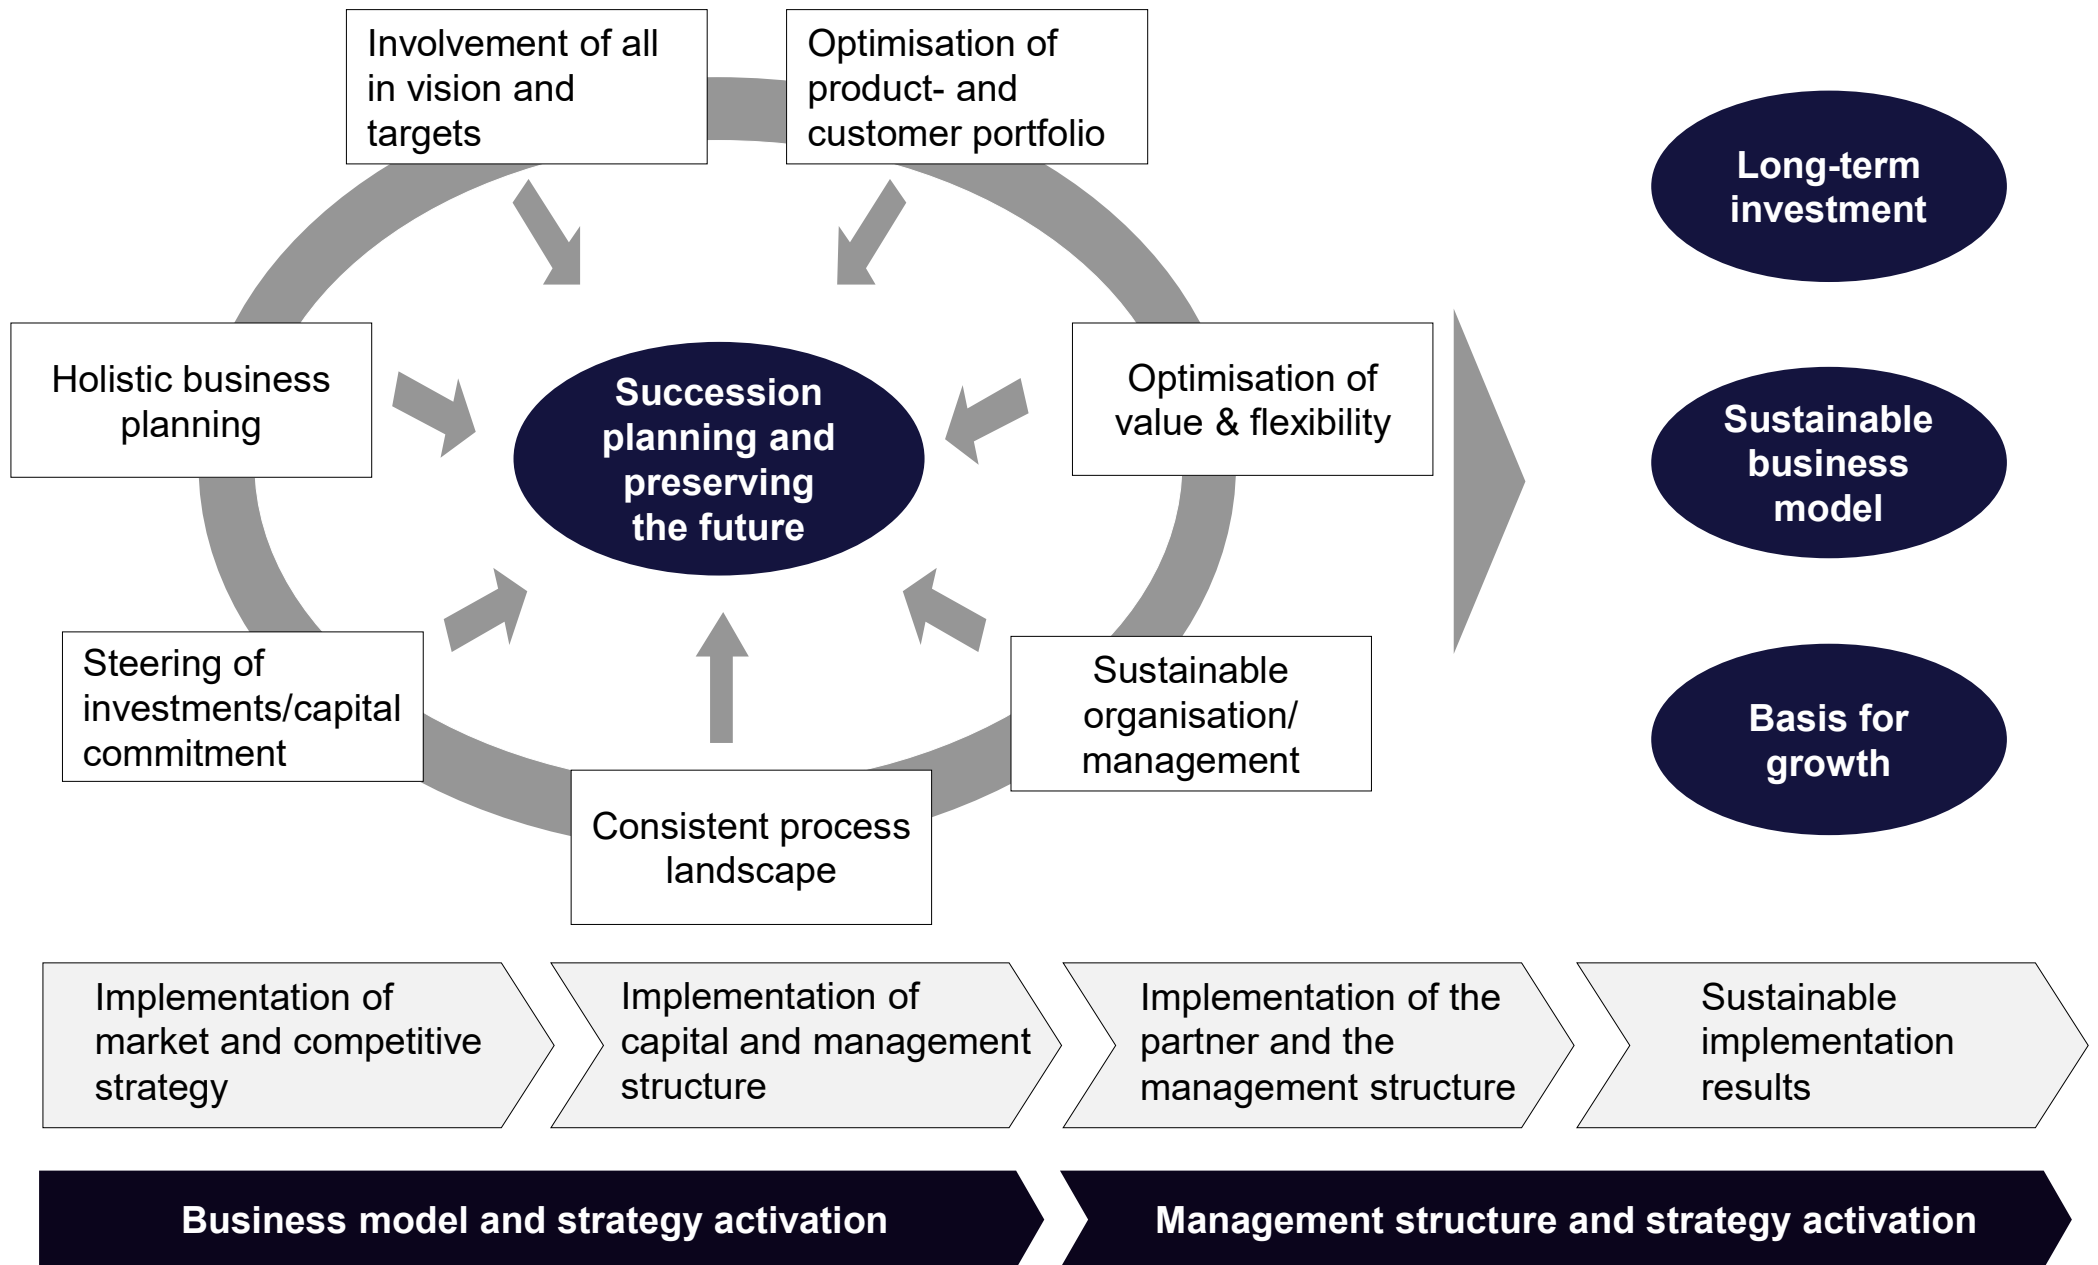 Involvement of all
in vision and
targets
Optimisation of
product- and
customer portfolio
Long-term
investment
Holistic business
planning
Succession
planning and
preserving
the future
Optimisation of
value & flexibility
Sustainable
business
model
Steering of
investments/capital
commitment
Sustainable
organisation/
management
Basis for
growth
Consistent process
landscape
Implementation of
market and competitive
strategy
Implementation of
capital and management
structure
Implementation of the
partner and the
management structure
Sustainable
implementation
results
Business model and strategy activation
Management structure and strategy activation